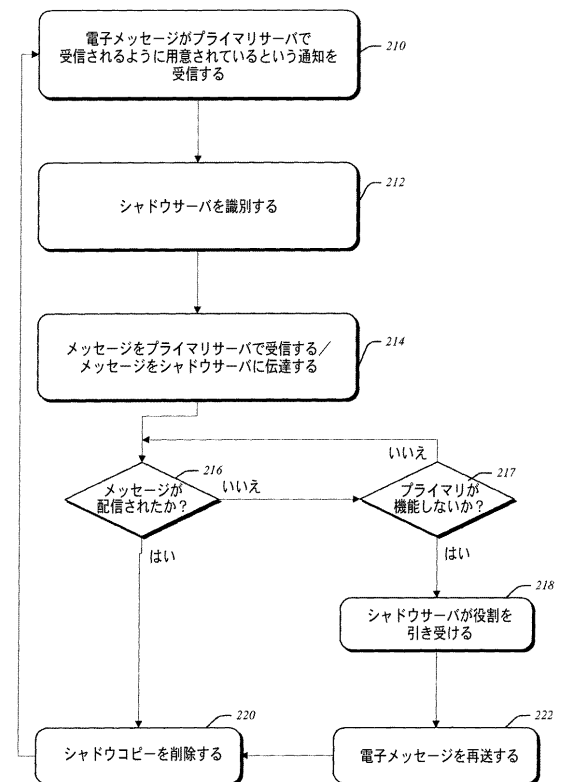 電子メッセージがプライマリサーバで
受信されるように用意されているという通知を
受信する
210
シャドウサーバを識別する
212
メッセージをプライマリサーバで受信する／
メッセージをシャドウサーバに伝達する
214
メッセージが
配信されたか？
216
いいえ
はい
プライマリが
機能しないか？
217
いいえ
はい
シャドウサーバが役割を
引き受ける
218
シャドウコピーを削除する
220
電子メッセージを再送する
222